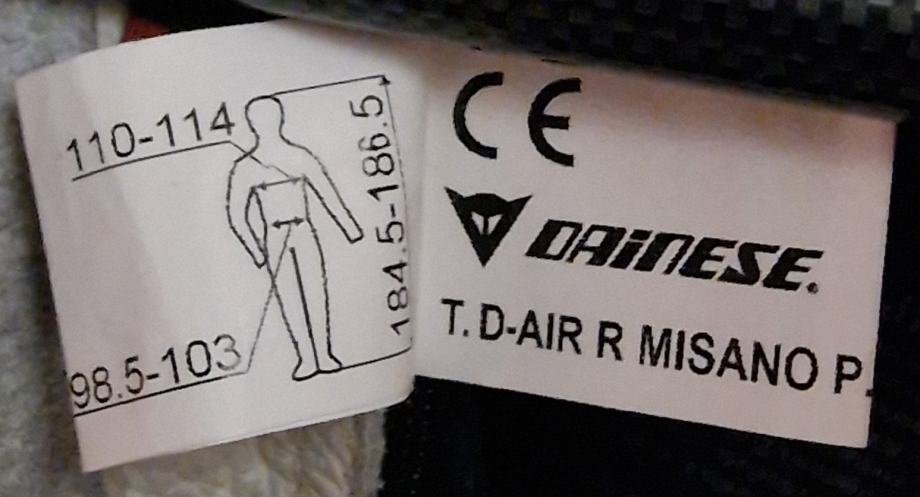 110-114
184.5-186.5
98.5-103
CE
DAINESE.
T. D-AIR R MISANO P.